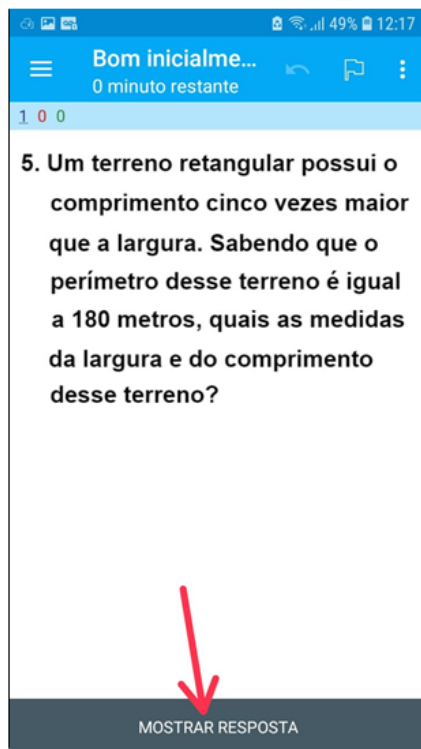 49% 12:17
Bom inicialme...
0 minuto restante
1 0 0
5. Um terreno retangular possui o
comprimento cinco vezes maior
que a largura. Sabendo que o
perímetro desse terreno é igual
a 180 metros, quais as medidas
da largura e do comprimento
desse terreno?
MOSTRAR RESPOSTA